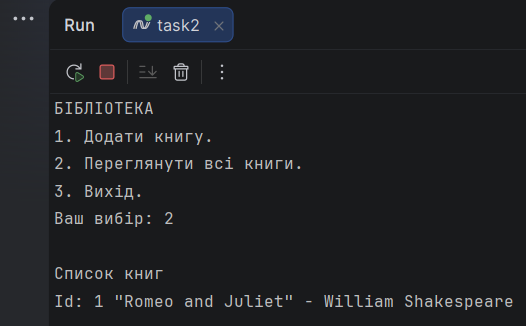 Run task2
БІБЛІОТЕКА
1. Додати книгу.
2. Переглянути всі книги.
3. Вихід.
Ваш вибір: 2
Список книг
Id: 1 "Romeo and Juliet" - William Shakespeare